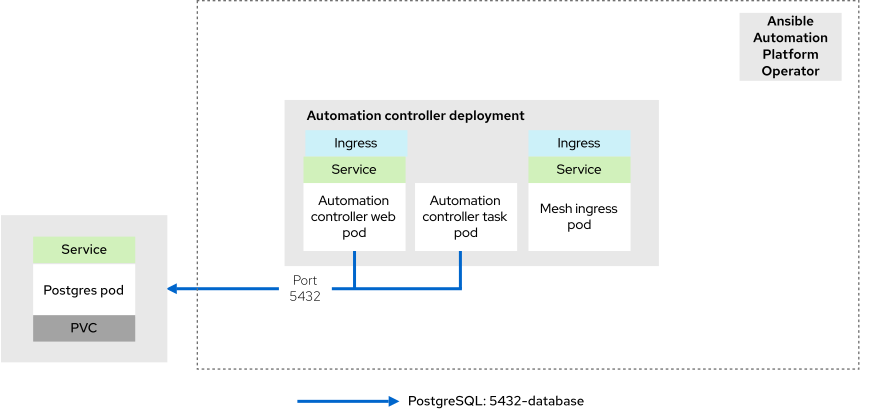 Ansible
Automation
Platform
Operator
Automation controller deployment
Ingress
Service
Automation
controller web
pod
Automation
controller task
pod
Ingress
Service
Mesh ingress
pod
Service
Postgres pod
PVC
Port
5432
PostgreSQL: 5432-database